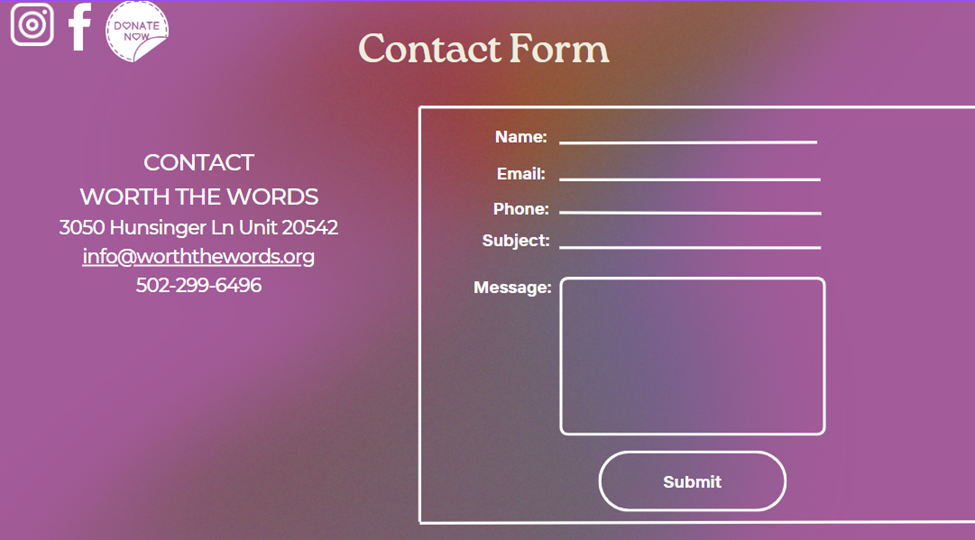 DONATE
NOW
Contact Form
CONTACT
WORTH THE WORDS
3050 Hunsinger Ln Unit 20542
info@worththewords.org
502-299-6496
Name:
Email:
Phone:
Subject:
Message:
Submit